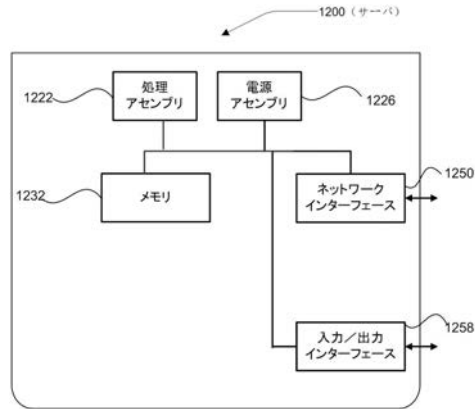 1200 (サーバ)
1222
処理
アセンブリ
電源
アセンブリ
1226
1232
メモリ
ネットワーク
インターフェース
1250
入力/出力
インターフェース
1258